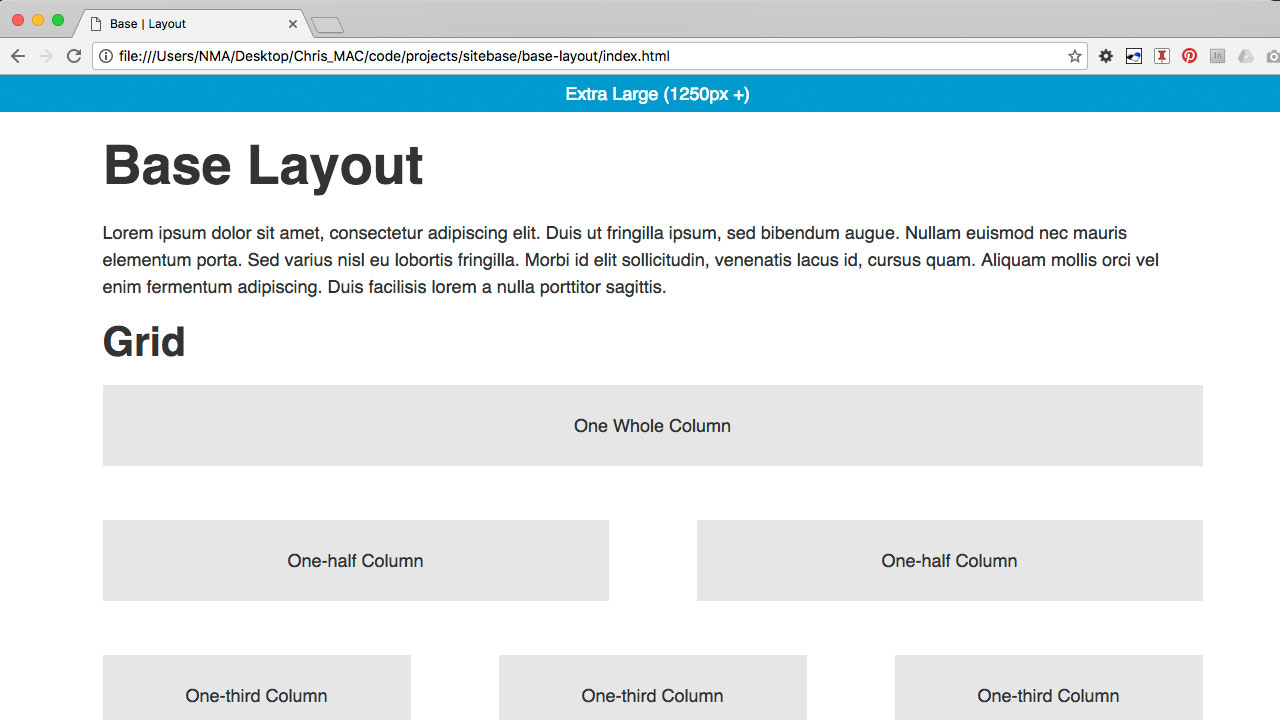 Base | Layout
file:///Users/NMA/Desktop/Chris_MAC/code/projects/sitebase/base-layout/index.html
Extra Large (1250px +)
Base Layout
Lorem ipsum dolor sit amet, consectetur adipiscing elit. Duis ut fringilla ipsum, sed bibendum augue. Nullam euismod nec mauris
elementum porta. Sed varius nisl eu lobortis fringilla. Morbi id elit sollicitudin, venenatis lacus id, cursus quam. Aliquam mollis orci vel
enim fermentum adipiscing. Duis facilisis lorem a nulla porttitor sagittis.
Grid
One Whole Column
One-half Column One-half Column
One-third Column One-third Column One-third Column